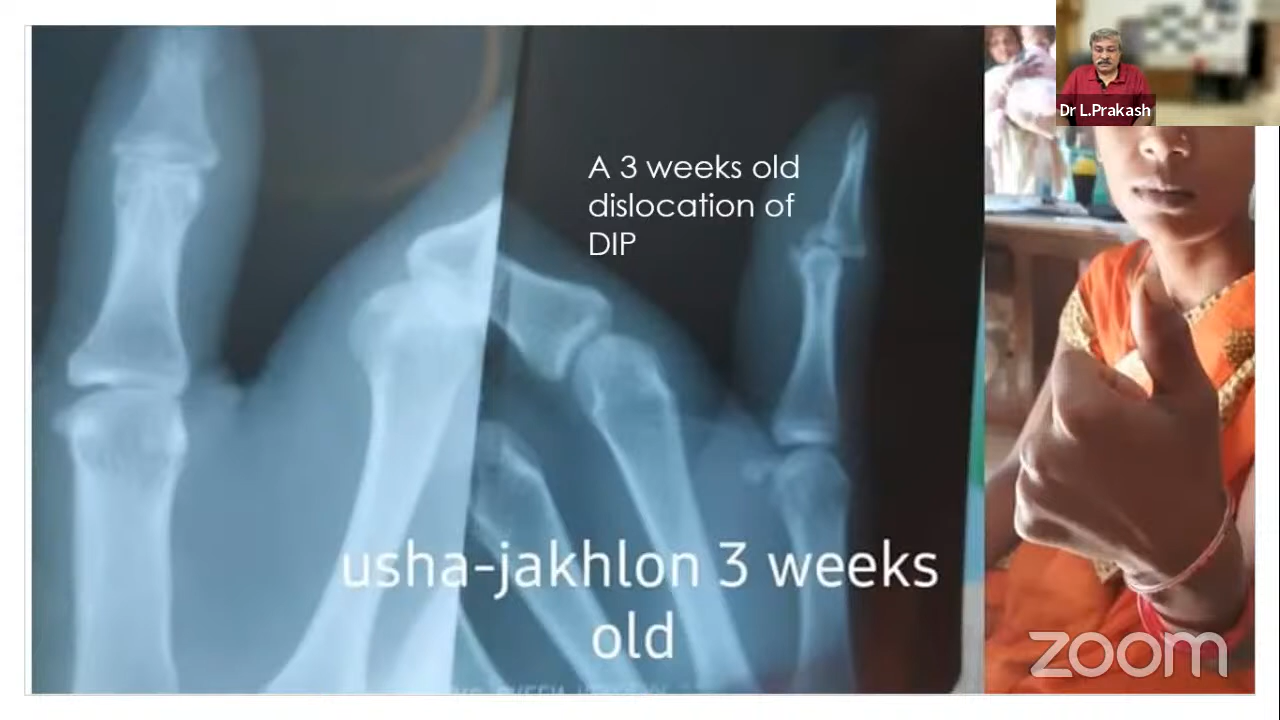 Dr L.Prakash
A 3 weeks old
dislocation of
DIP
usha-jakhlon 3 weeks
old
zoom